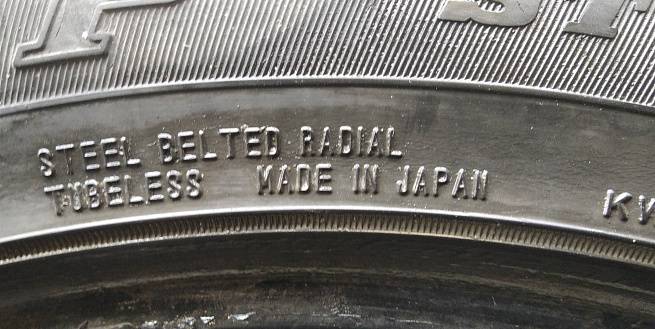 STEEL BELTED RADIAL
TUBELESS MADE IN JAPAN